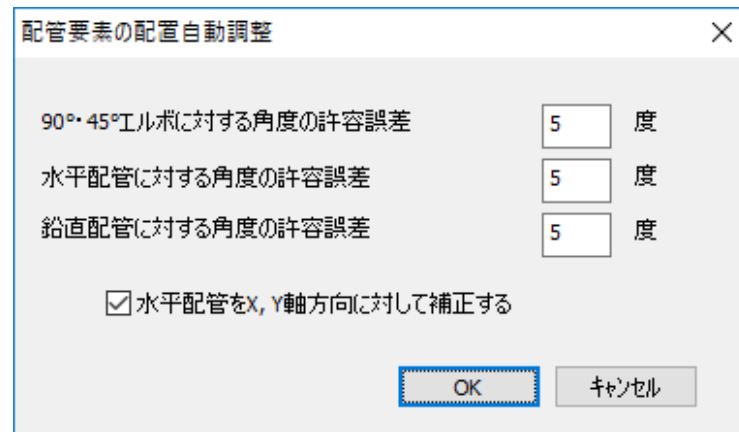 配管要素の配置自動調整
90°・45°エルボに対する角度の許容誤差 5 度
水平配管に対する角度の許容誤差 5 度
鉛直配管に対する角度の許容誤差 5 度
水平配管をX, Y軸方向に対して補正する
OK キャンセル